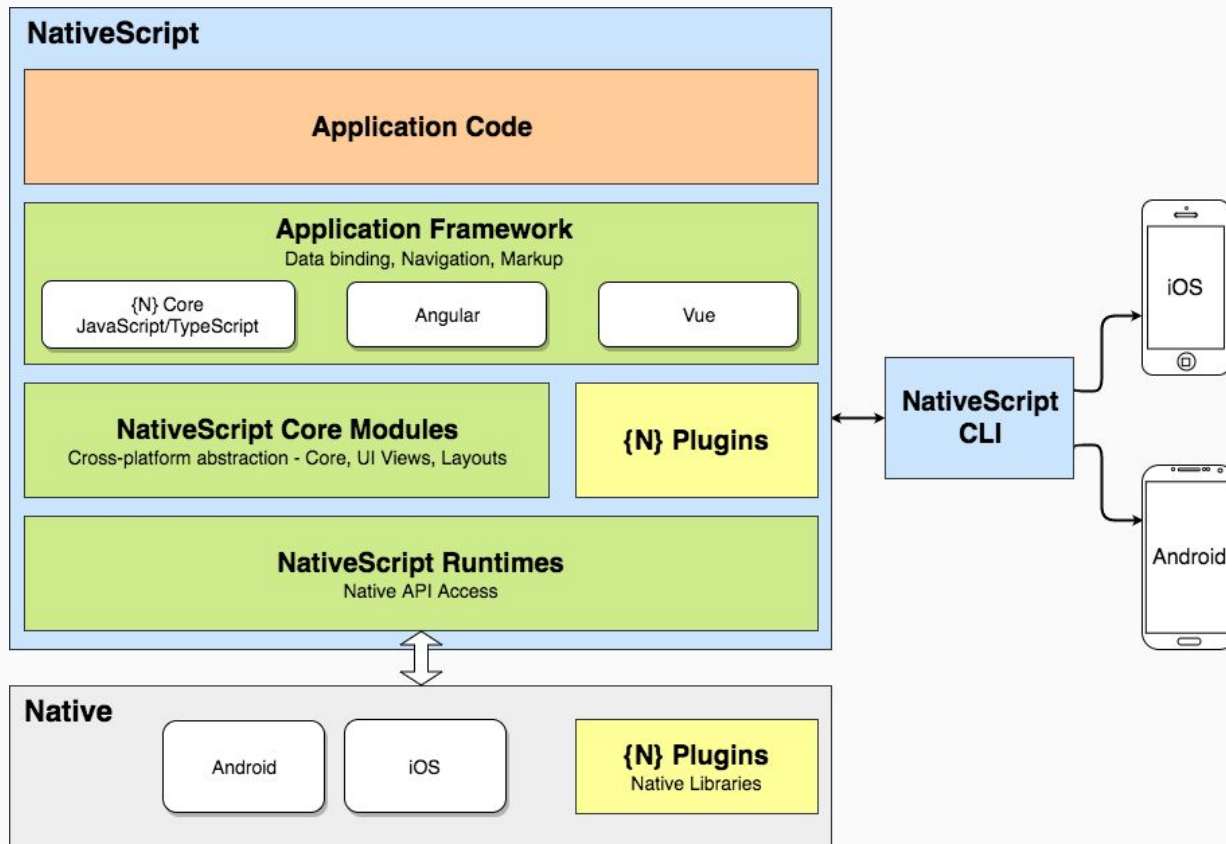 NativeScript
Application Code
Application Framework
Data binding, Navigation, Markup
{N} Core
JavaScript/TypeScript
Angular
Vue
NativeScript Core Modules
Cross-platform abstraction - Core, UI Views, Layouts
{N} Plugins
NativeScript Runtimes
Native API Access
NativeScript
CLI
iOS
Android
Native
Android
iOS
{N} Plugins
Native Libraries